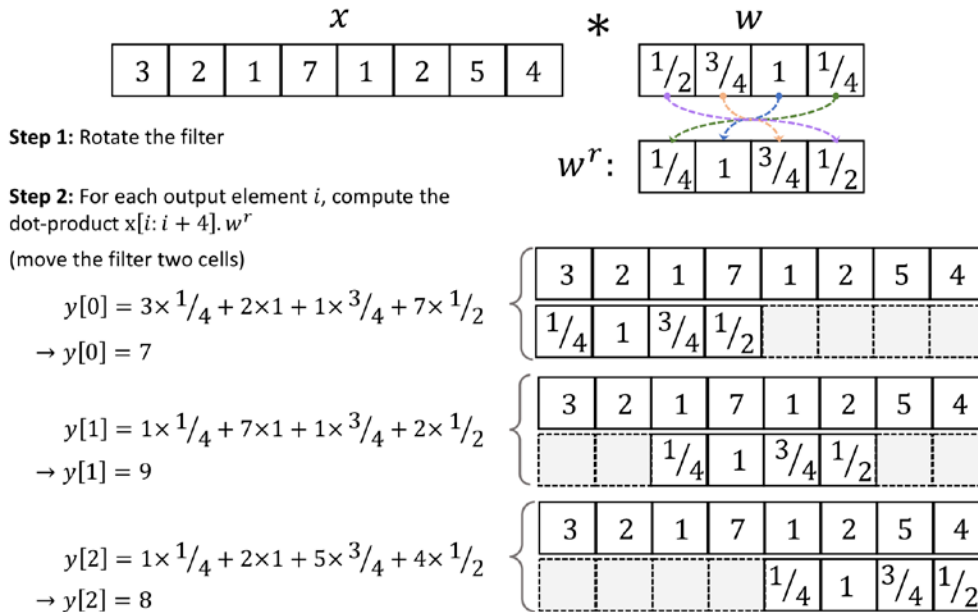 x * w
3 2 1 7 1 2 5 4
1/2 3/4 1 1/4
Step 1: Rotate the filter
wʳ: 1/4 1 3/4 1/2
Step 2: For each output element i, compute the
dot-product x[i: i + 4]. wʳ
(move the filter two cells)
y[0] = 3× 1/4 + 2×1 + 1× 3/4 + 7× 1/2
→ y[0] = 7
3 2 1 7 1 2 5 4
1/4 1 3/4 1/2
y[1] = 1× 1/4 + 7×1 + 1× 3/4 + 2× 1/2
→ y[1] = 9
3 2 1 7 1 2 5 4
1/4 1 3/4 1/2
y[2] = 1× 1/4 + 2×1 + 5× 3/4 + 4× 1/2
→ y[2] = 8
3 2 1 7 1 2 5 4
1/4 1 3/4 1/2